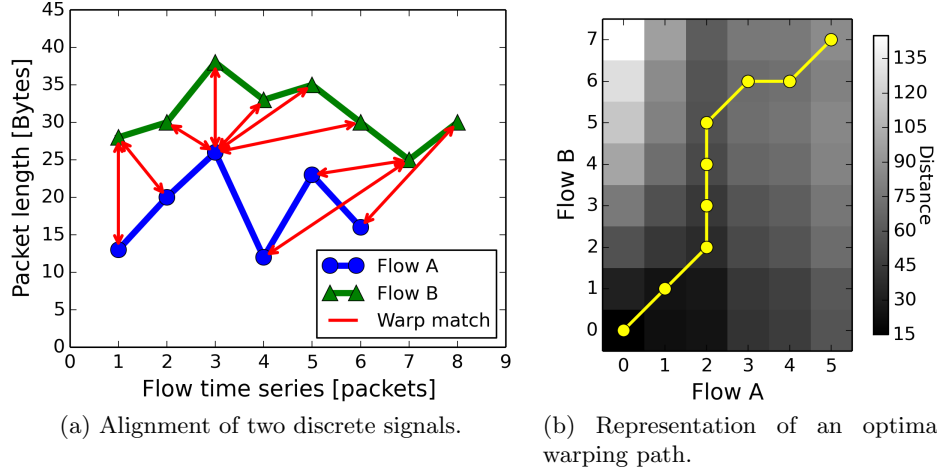 45
40
35
30
25
20
15
10
5
0
Packet length [Bytes]
0 1 2 3 4 5 6 7 8 9
Flow time series [packets]
Flow A
Flow B
Warp match
(a) Alignment of two discrete signals.
7
6
5
4
3
2
1
0
Flow B
0 1 2 3 4 5
Flow A
135
120
105
90
75
60
45
30
15
Distance
(b) Representation of an optima
warping path.